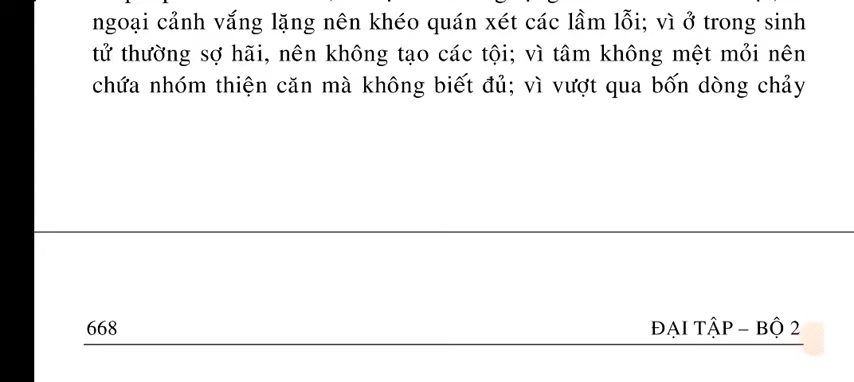 ngoại cảnh vắng lặng nên khéo quán xét các lầm lỗi; vì ở trong sinh
tử thường sợ hãi, nên không tạo các tội; vì tâm không mệt mỏi nên
chứa nhóm thiện căn mà không biết đủ; vì vượt qua bốn dòng chảy
668 ĐẠI TẬP – BỘ 2